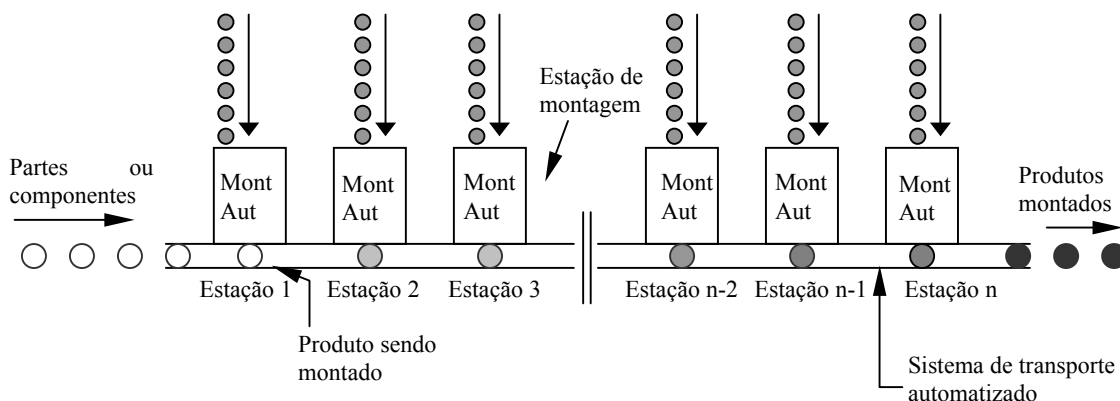 Estação de
montagem
Partes ou
componentes
Mont
Aut
Mont
Aut
Mont
Aut
Mont
Aut
Mont
Aut
Mont
Aut
Produtos
montados
Estação 1
Estação 2
Estação 3
Estação n-2
Estação n-1
Estação n
Produto sendo
montado
Sistema de transporte
automatizado